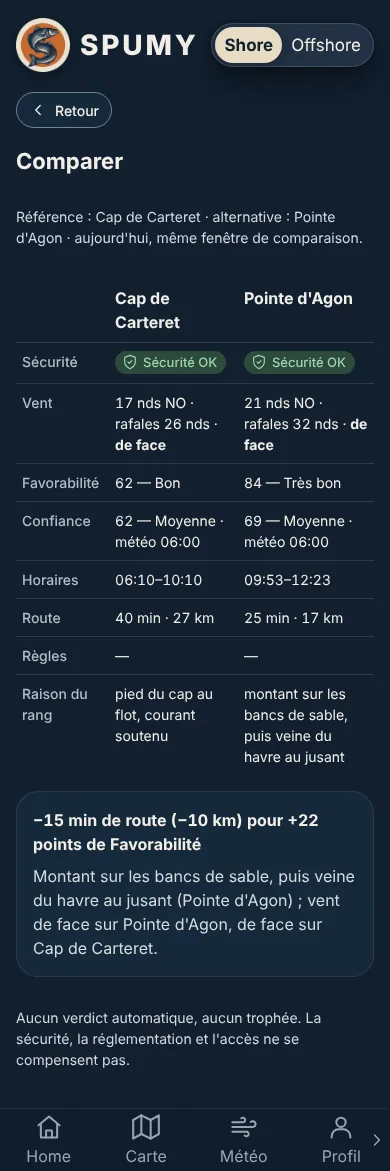 SPUMY
Shore Offshore
Retour
Comparer
Référence : Cap de Carteret · alternative : Pointe
d'Agon · aujourd'hui, même fenêtre de comparaison.
Cap de
Carteret
Pointe d'Agon
Sécurité
Sécurité OK
Sécurité OK
Vent
17 nds NO ·
rafales 26 nds ·
de face
21 nds NO ·
rafales 32 nds · de
face
Favorabilité
62 — Bon
84 — Très bon
Confiance
62 — Moyenne ·
météo 06:00
69 — Moyenne ·
météo 06:00
Horaires
06:10–10:10
09:53–12:23
Route
40 min · 27 km
25 min · 17 km
Règles
—
—
Raison du
rang
pied du cap au
flot, courant
soutenu
montant sur les
bancs de sable,
puis veine du
havre au jusant
−15 min de route (−10 km) pour +22
points de Favorabilité
Montant sur les bancs de sable, puis veine
du havre au jusant (Pointe d'Agon) ; vent
de face sur Pointe d'Agon, de face sur
Cap de Carteret.
Aucun verdict automatique, aucun trophée. La
sécurité, la réglementation et l'accès ne se
compensent pas.
Home
Carte
Météo
Profil